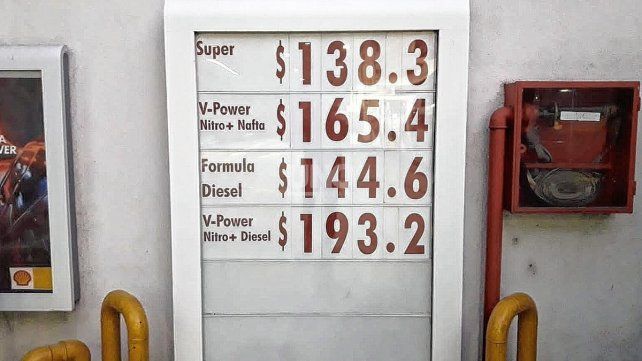 Super $138.3
V-Power
Nitro+ Nafta $165.4
Formula
Diesel $144.6
V-Power
Nitro+ Diesel $193.2